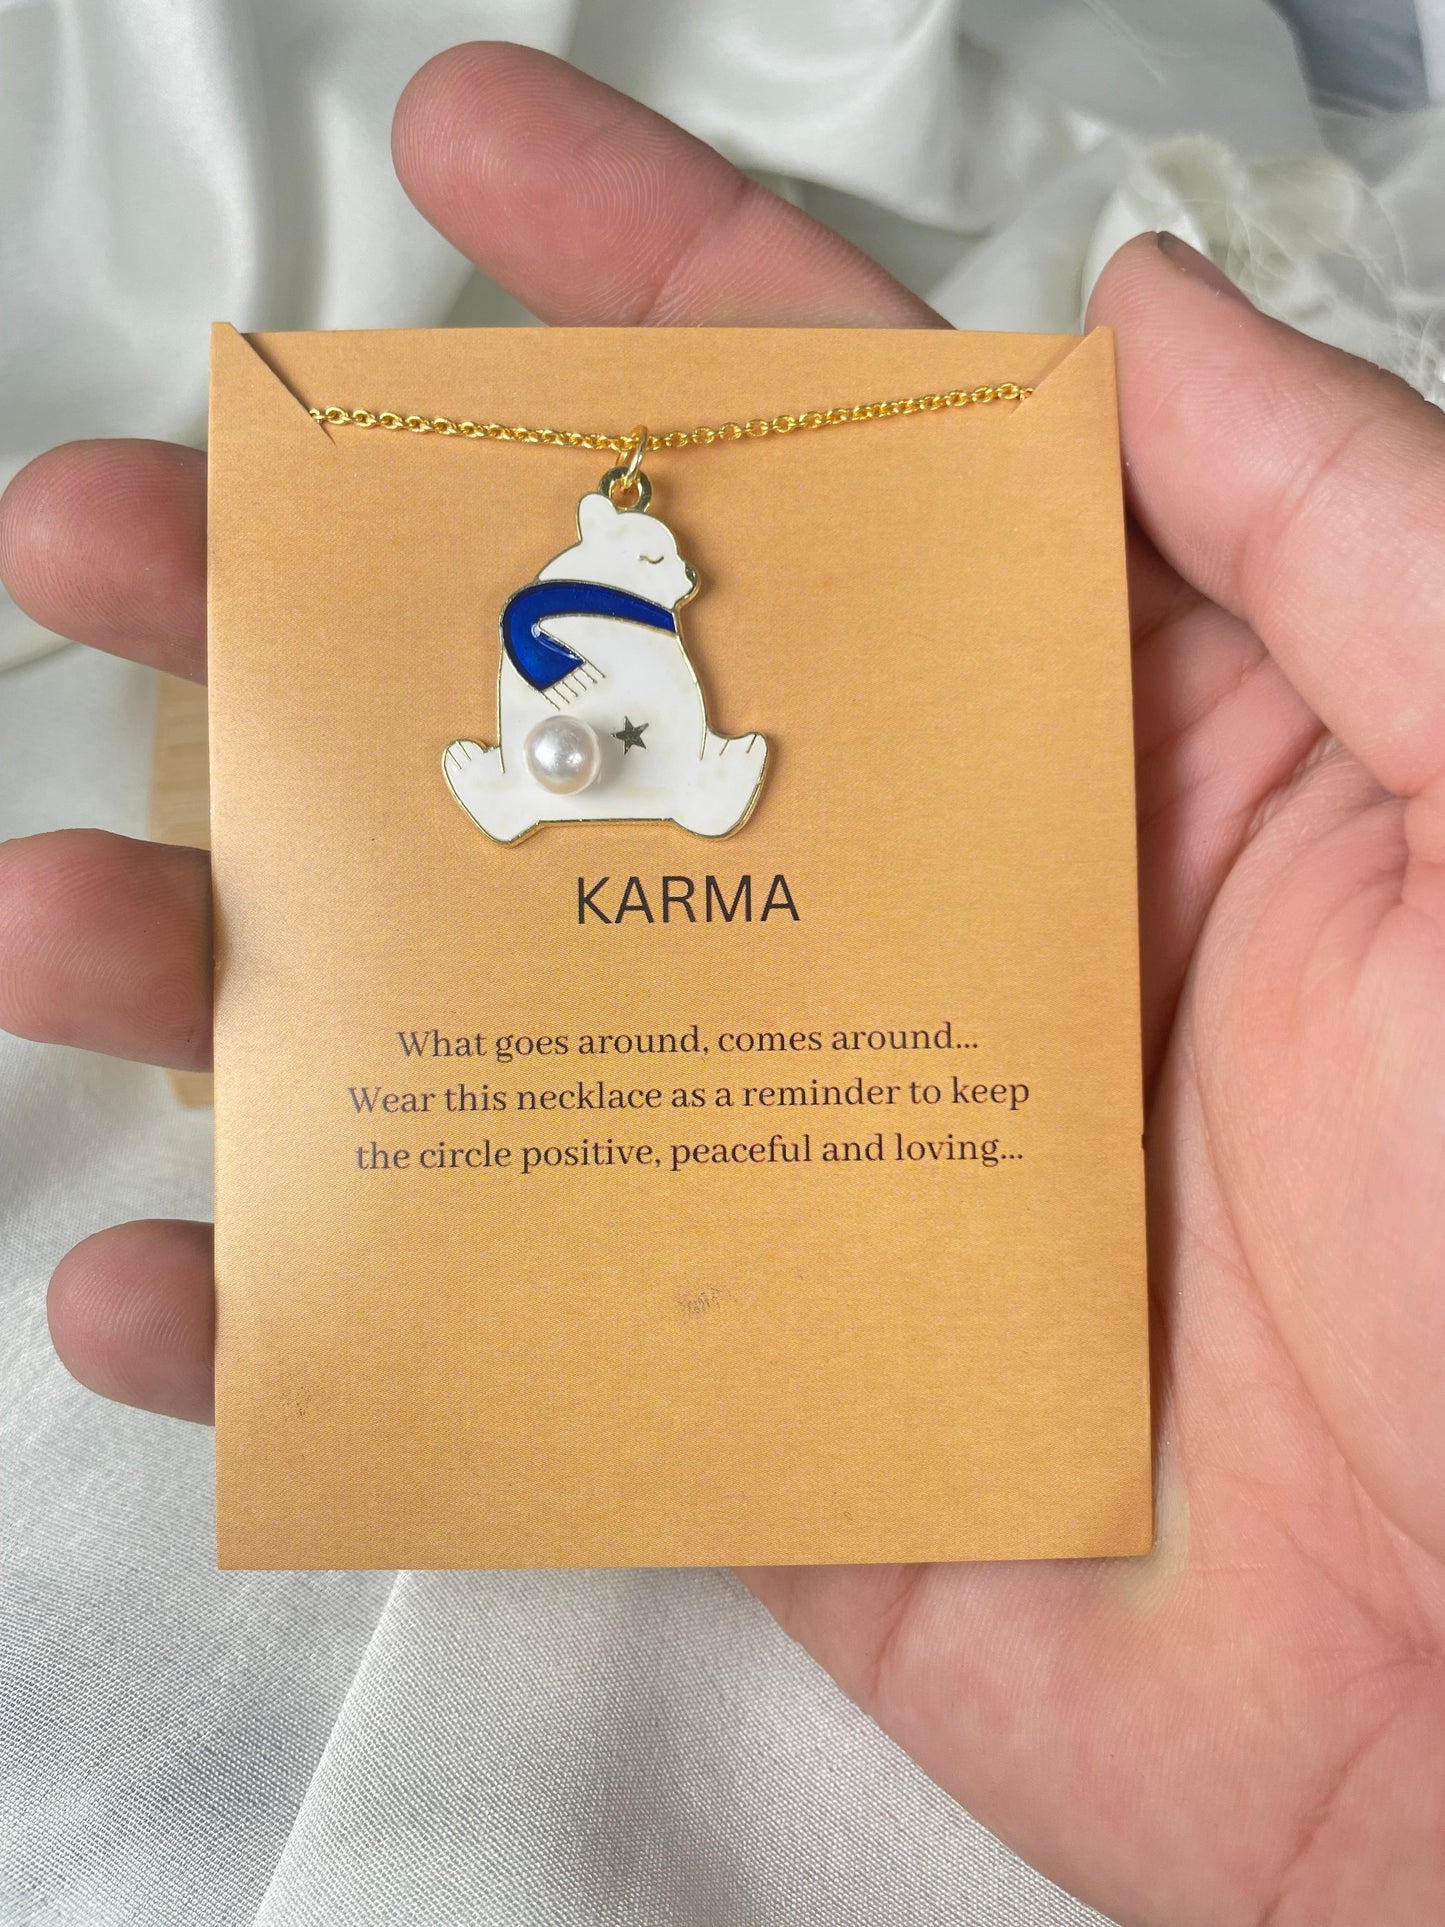 KARMA
What goes around, comes around...
Wear this necklace as a reminder to keep
the circle positive, peaceful and loving...